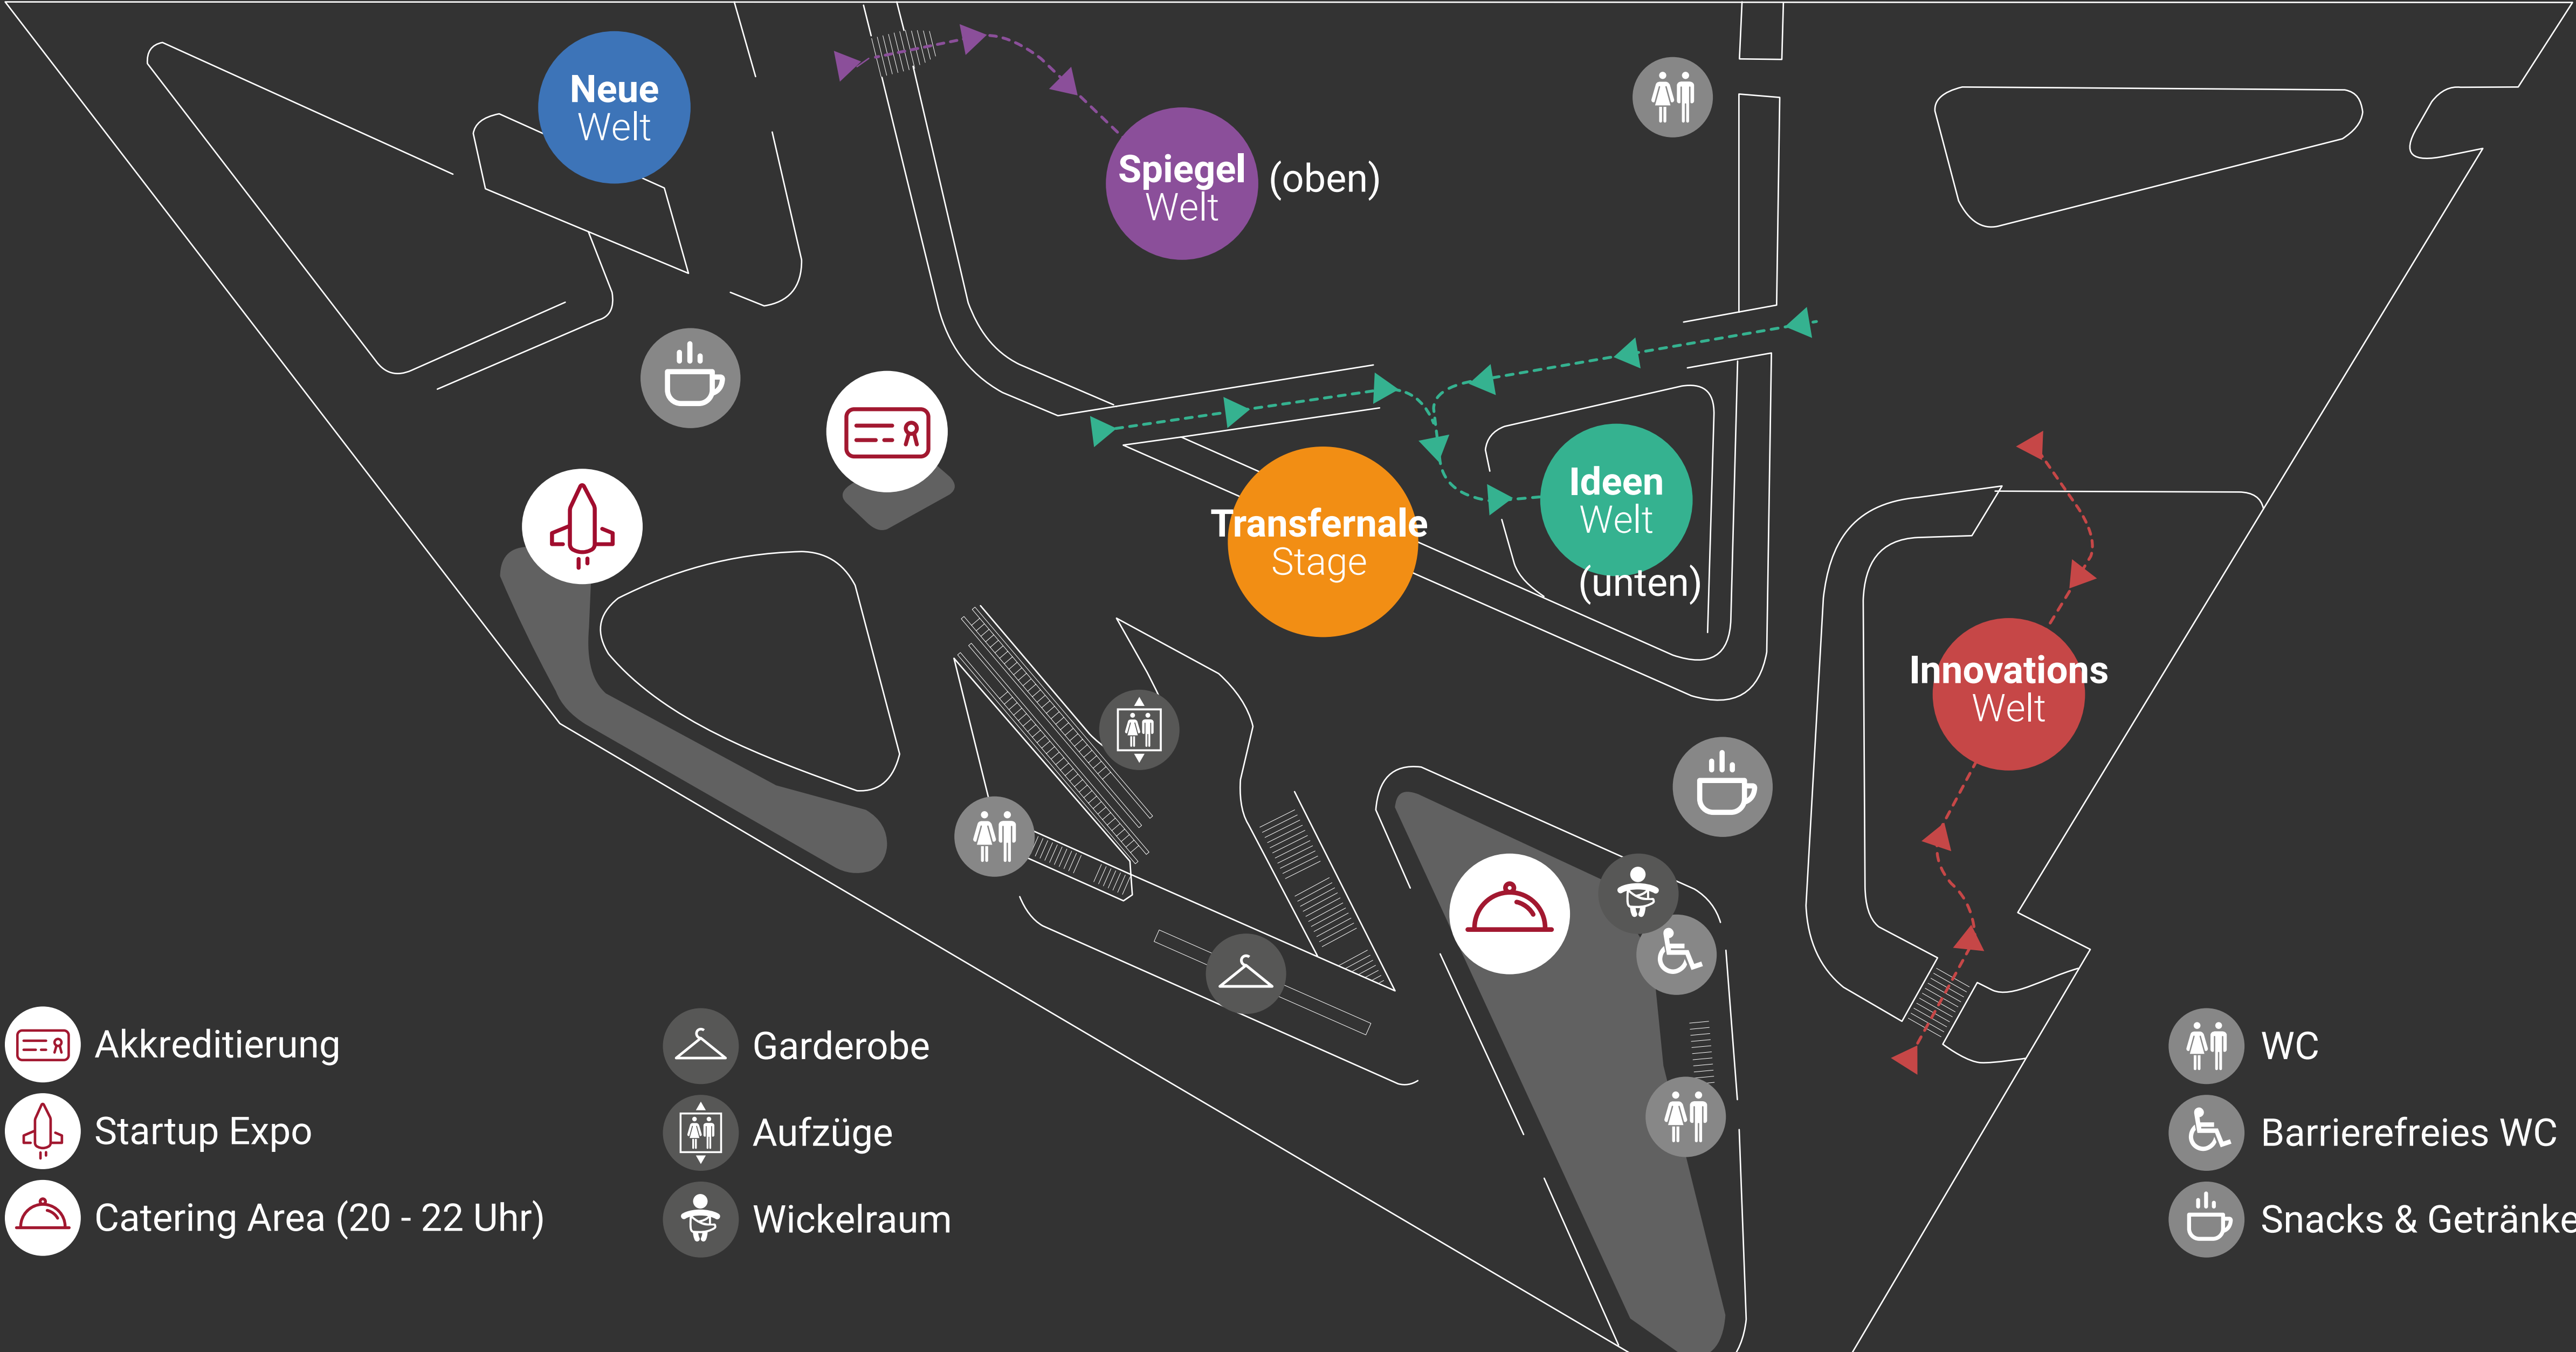 Neue
Welt
Spiegel
Welt
(oben)
Ideen
Welt
(unten)
Transfernale
Stage
Innovations
Welt
Akkreditierung
Startup Expo
Catering Area (20 - 22 Uhr)
Garderobe
Aufzüge
Wickelraum
WC
Barrierefreies WC
Snacks & Getränke